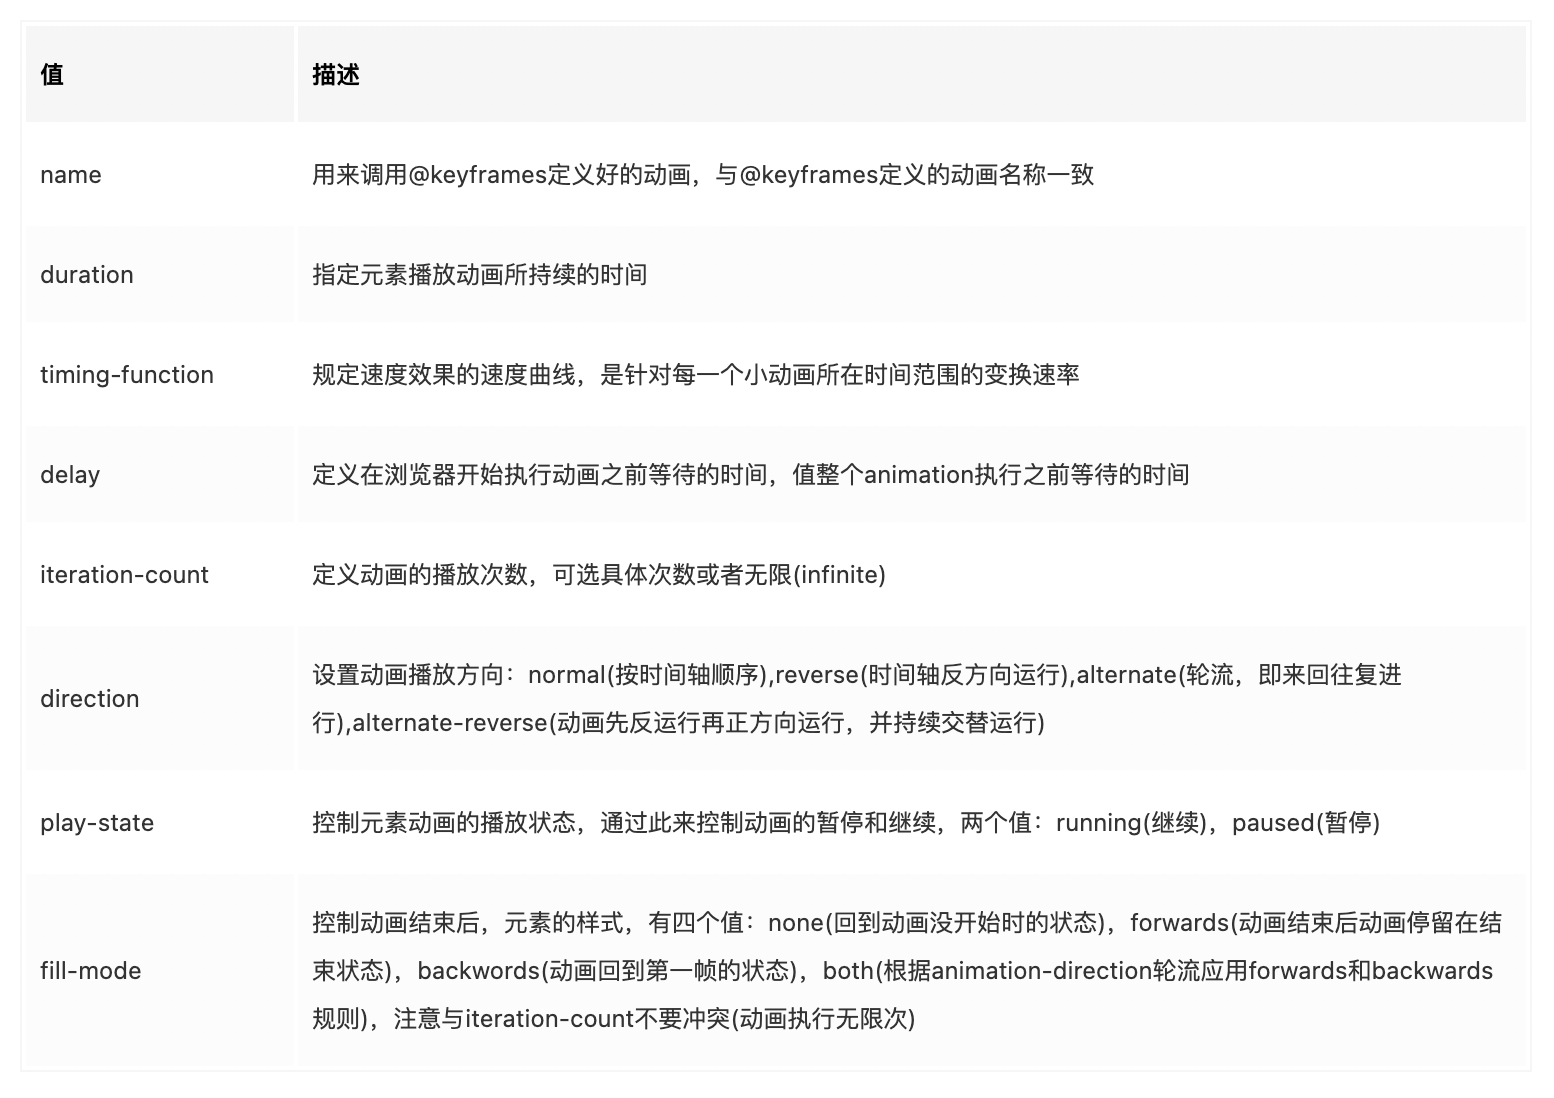 值 描述
name 用来调用@keyframes定义好的动画，与@keyframes定义的动画名称一致
duration 指定元素播放动画所持续的时间
timing-function 规定速度效果的速度曲线，是针对每一个小动画所在时间范围的变换速率
delay 定义在浏览器开始执行动画之前等待的时间，值整个animation执行之前等待的时间
iteration-count 定义动画的播放次数，可选具体次数或者无限(infinite)
direction 设置动画播放方向：normal(按时间轴顺序),reverse(时间轴反方向运行),alternate(轮流，即来回往复进
行),alternate-reverse(动画先反运行再正方向运行，并持续交替运行)
play-state 控制元素动画的播放状态，通过此来控制动画的暂停和继续，两个值：running(继续)，paused(暂停)
fill-mode 控制动画结束后，元素的样式，有四个值：none(回到动画没开始时的状态)，forwards(动画结束后动画停留在结
束状态)，backwords(动画回到第一帧的状态)，both(根据animation-direction轮流应用forwards和backwards
规则)，注意与iteration-count不要冲突(动画执行无限次)